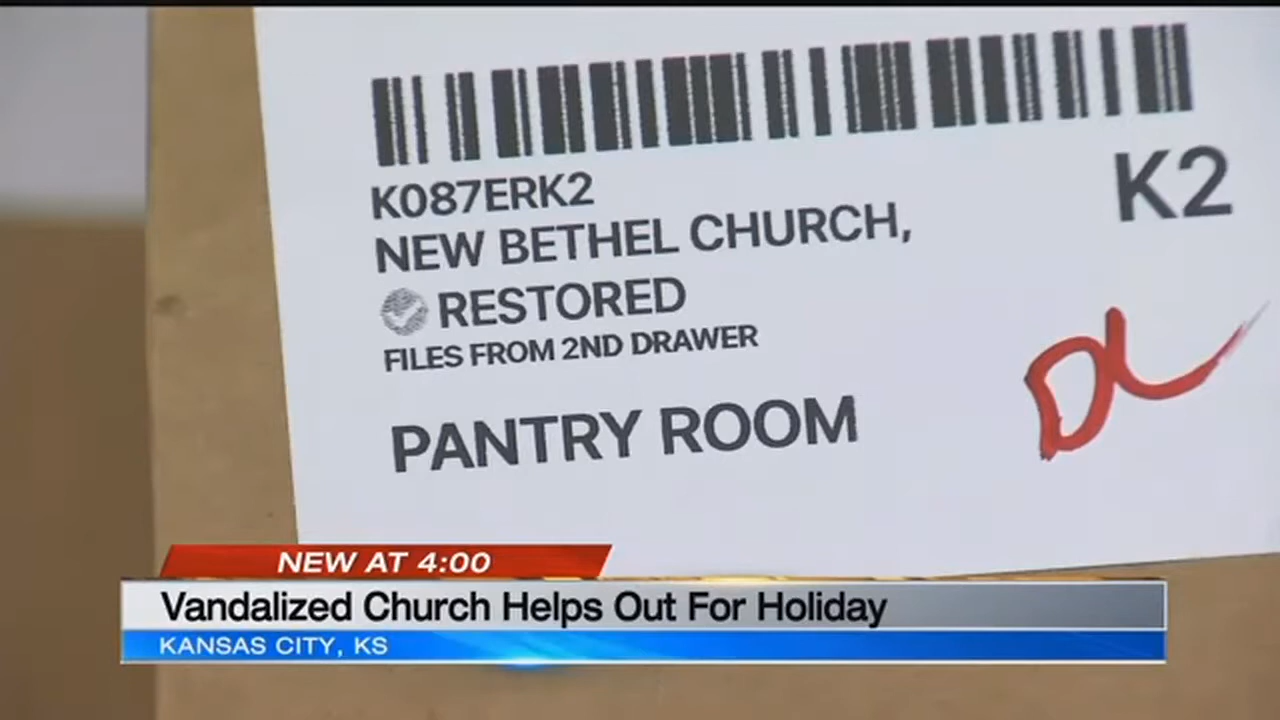 K087ERK2
K2
NEW BETHEL CHURCH,
RESTORED
FILES FROM 2ND DRAWER
PANTRY ROOM
DL
NEW AT 4:00
Vandalized Church Helps Out For Holiday
KANSAS CITY, KS